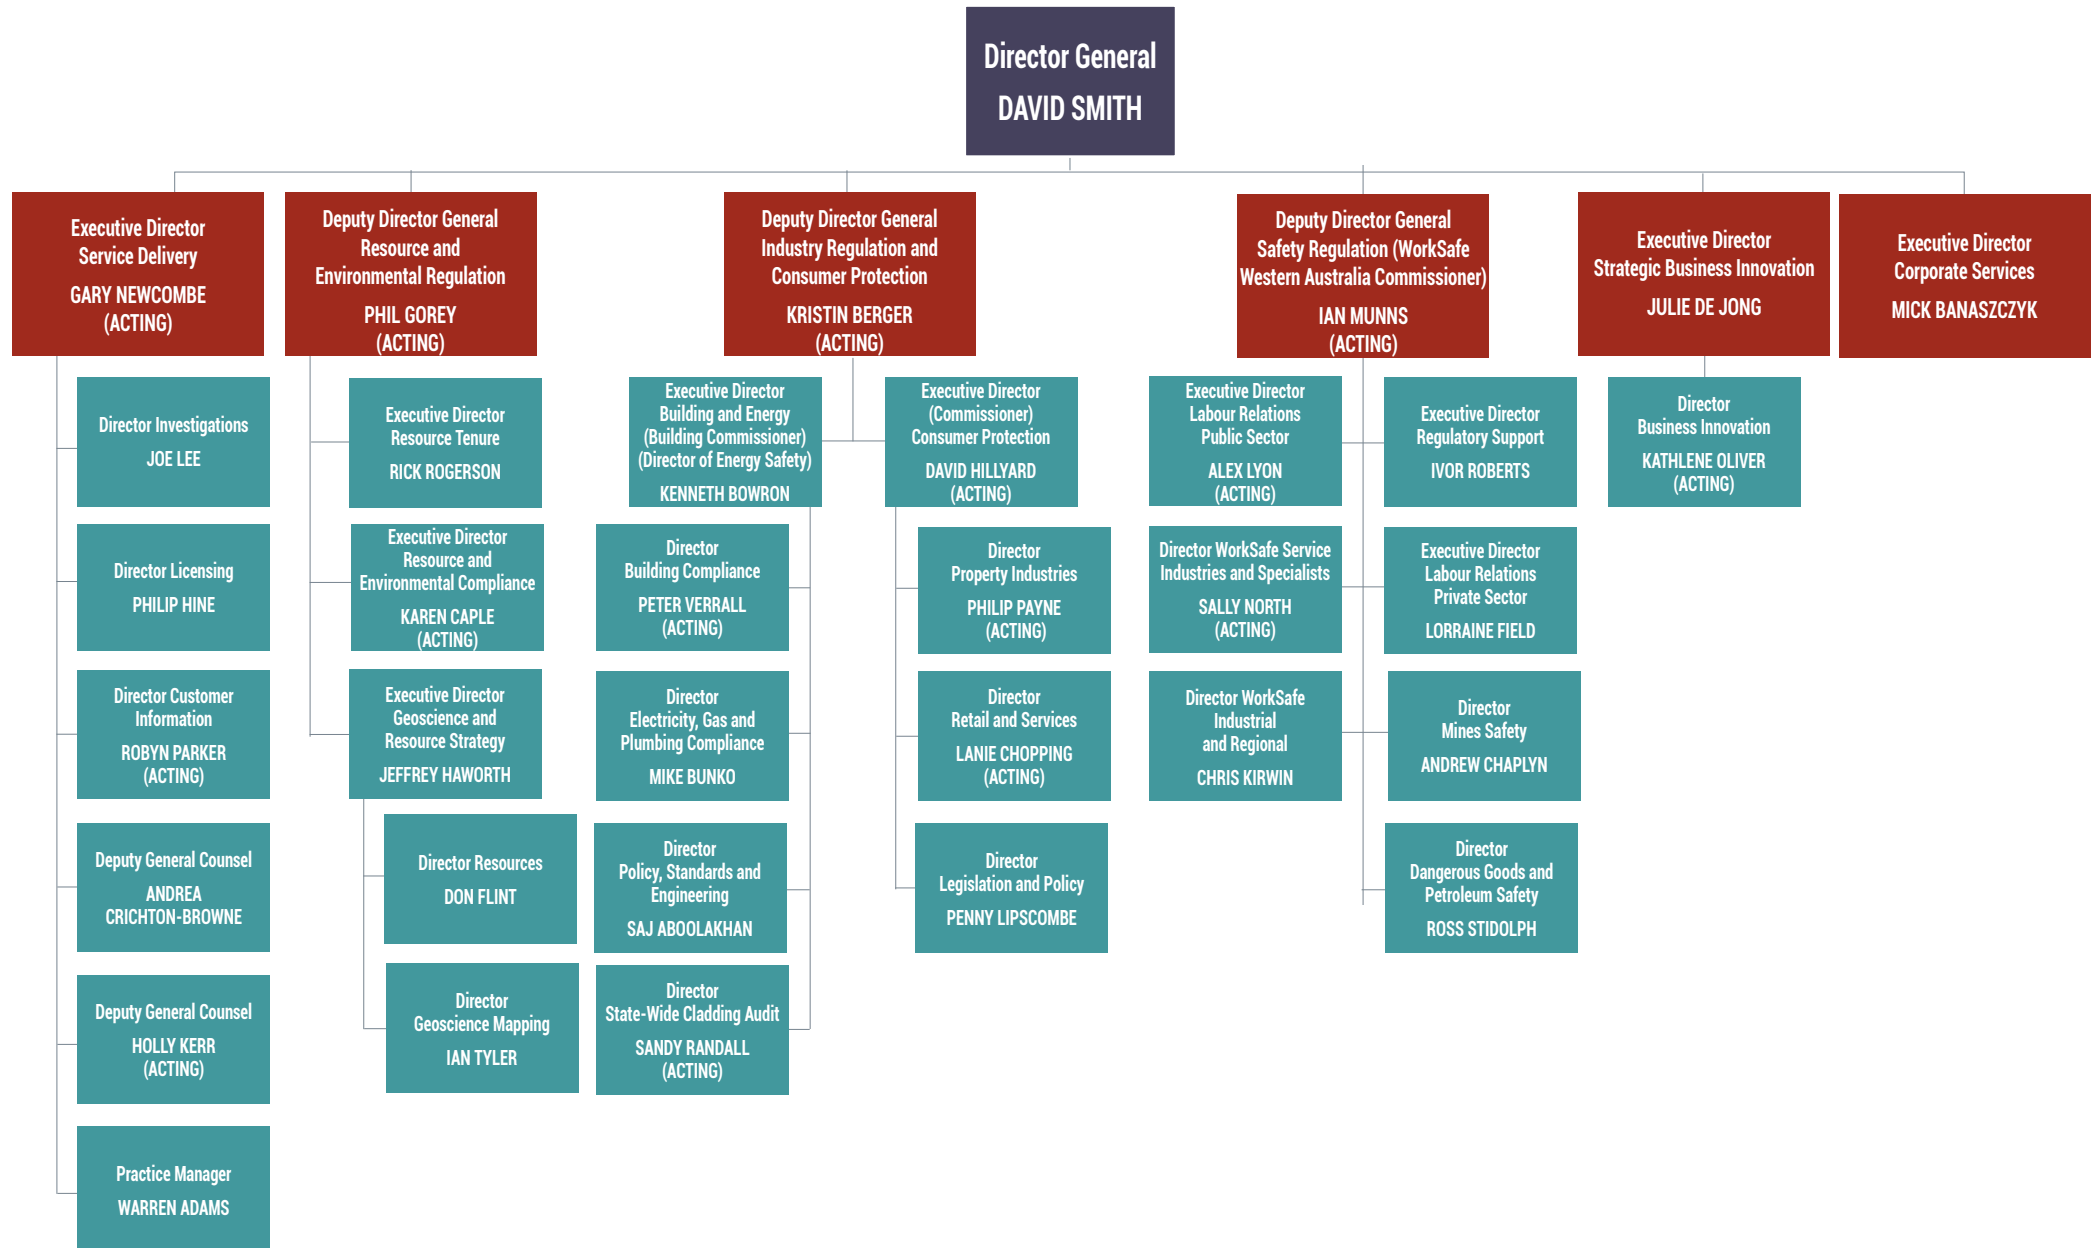 Director General
DAVID SMITH
Executive Director
Service Delivery
GARY NEWCOMBE
(ACTING)
Deputy Director General
Resource and
Environmental Regulation
PHIL GOREY
(ACTING)
Deputy Director General
Industry Regulation and
Consumer Protection
KRISTIN BERGER
(ACTING)
Deputy Director General
Safety Regulation (WorkSafe
Western Australia Commissioner)
IAN MUNNS
(ACTING)
Executive Director
Strategic Business Innovation
JULIE DE JONG
Executive Director
Corporate Services
MICK BANASZCZYK
Director Investigations
JOE LEE
Director Licensing
PHILIP HINE
Director Customer
Information
ROBYN PARKER
(ACTING)
Deputy General Counsel
ANDREA
CRICHTON-BROWNE
Deputy General Counsel
HOLLY KERR
(ACTING)
Practice Manager
WARREN ADAMS
Executive Director
Resource Tenure
RICK ROGERSON
Executive Director
Resource and
Environmental Compliance
KAREN CAPLE
(ACTING)
Executive Director
Geoscience and
Resource Strategy
JEFFREY HAWORTH
Director Resources
DON FLINT
Director
Geoscience Mapping
IAN TYLER
Executive Director
Building and Energy
(Building Commissioner)
(Director of Energy Safety)
KENNETH BOWRON
Director
Building Compliance
PETER VERRALL
(ACTING)
Director
Electricity, Gas and
Plumbing Compliance
MIKE BUNKO
Director
Policy, Standards and
Engineering
SAJ ABOOLAKHAN
Director
State-Wide Cladding Audit
SANDY RANDALL
(ACTING)
Executive Director
(Commissioner)
Consumer Protection
DAVID HILLYARD
(ACTING)
Director
Property Industries
PHILIP PAYNE
(ACTING)
Director
Retail and Services
LANIE CHOPPING
(ACTING)
Director
Legislation and Policy
PENNY LIPSCOMBE
Executive Director
Labour Relations
Public Sector
ALEX LYON
(ACTING)
Director WorkSafe Service
Industries and Specialists
SALLY NORTH
(ACTING)
Director WorkSafe
Industrial
and Regional
CHRIS KIRWIN
Executive Director
Regulatory Support
IVOR ROBERTS
Executive Director
Labour Relations
Private Sector
LORRAINE FIELD
Director
Mines Safety
ANDREW CHAPLYN
Director
Dangerous Goods and
Petroleum Safety
ROSS STIDOLPH
Director
Business Innovation
KATHLENE OLIVER
(ACTING)